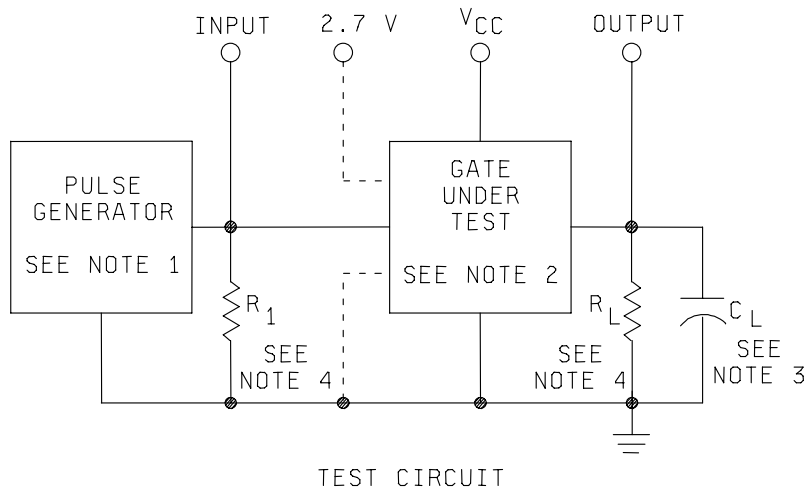 INPUT
2.7 V
VCC
OUTPUT
PULSE
GENERATOR
SEE NOTE 1
GATE
UNDER
TEST
SEE NOTE 2
R1
SEE
NOTE 4
RL
SEE
NOTE 4
CL
SEE
NOTE 3
TEST CIRCUIT